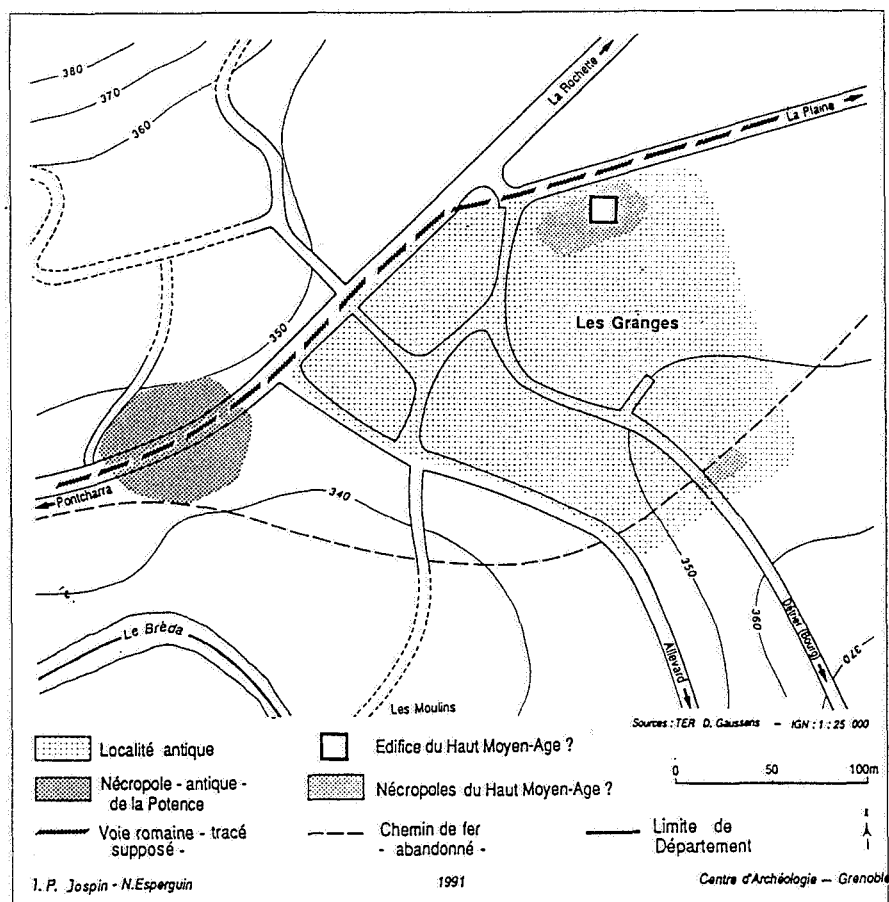 380
370
360
La Rochette
La Plaine
350
Les Granges
Pontcharra
340
350
360
370
Le Bréda
Allevard
Détrier (Bourg)
Les Moulins
Sources : TER D. Gaussens - IGN : 1 : 25 000
Localité antique
Edifice du Haut Moyen-Age ?
0 50 100m
Nécropole - antique -
de la Potence
Nécropoles du Haut Moyen-Age ?
Voie romaine - tracé
supposé -
Chemin de fer
- abandonné -
Limite de
Département
J. P. Jospin - N.Esperguin
1991
Centre d'Archéologie - Grenoble